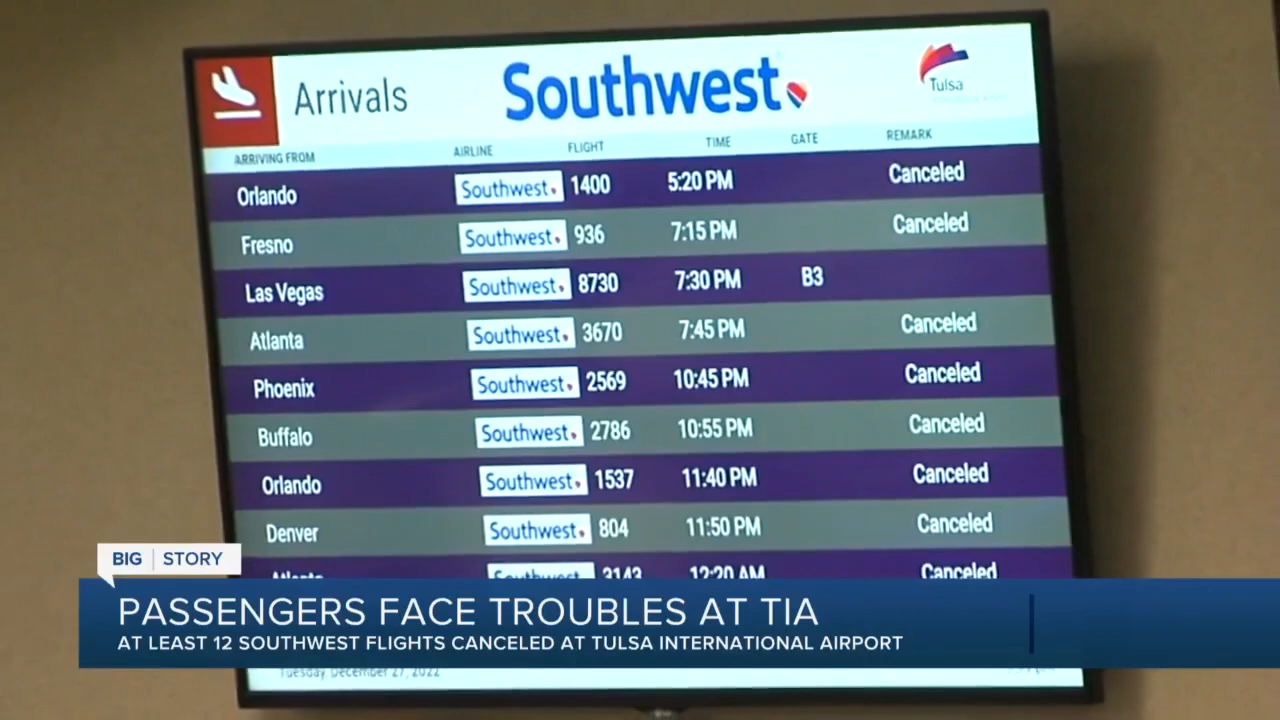 Arrivals Southwest Tulsa
ARRIVING FROM AIRLINE FLIGHT TIME GATE REMARK
Orlando Southwest 1400 5:20 PM Canceled
Fresno Southwest 936 7:15 PM Canceled
Las Vegas Southwest 8730 7:30 PM B3
Atlanta Southwest 3670 7:45 PM Canceled
Phoenix Southwest 2569 10:45 PM Canceled
Buffalo Southwest 2786 10:55 PM Canceled
Orlando Southwest 1537 11:40 PM Canceled
Denver Southwest 804 11:50 PM Canceled
Atlanta Southwest 3143 12:20 AM Canceled
BIG STORY
PASSENGERS FACE TROUBLES AT TIA
AT LEAST 12 SOUTHWEST FLIGHTS CANCELED AT TULSA INTERNATIONAL AIRPORT
Tuesday, December 27, 2022